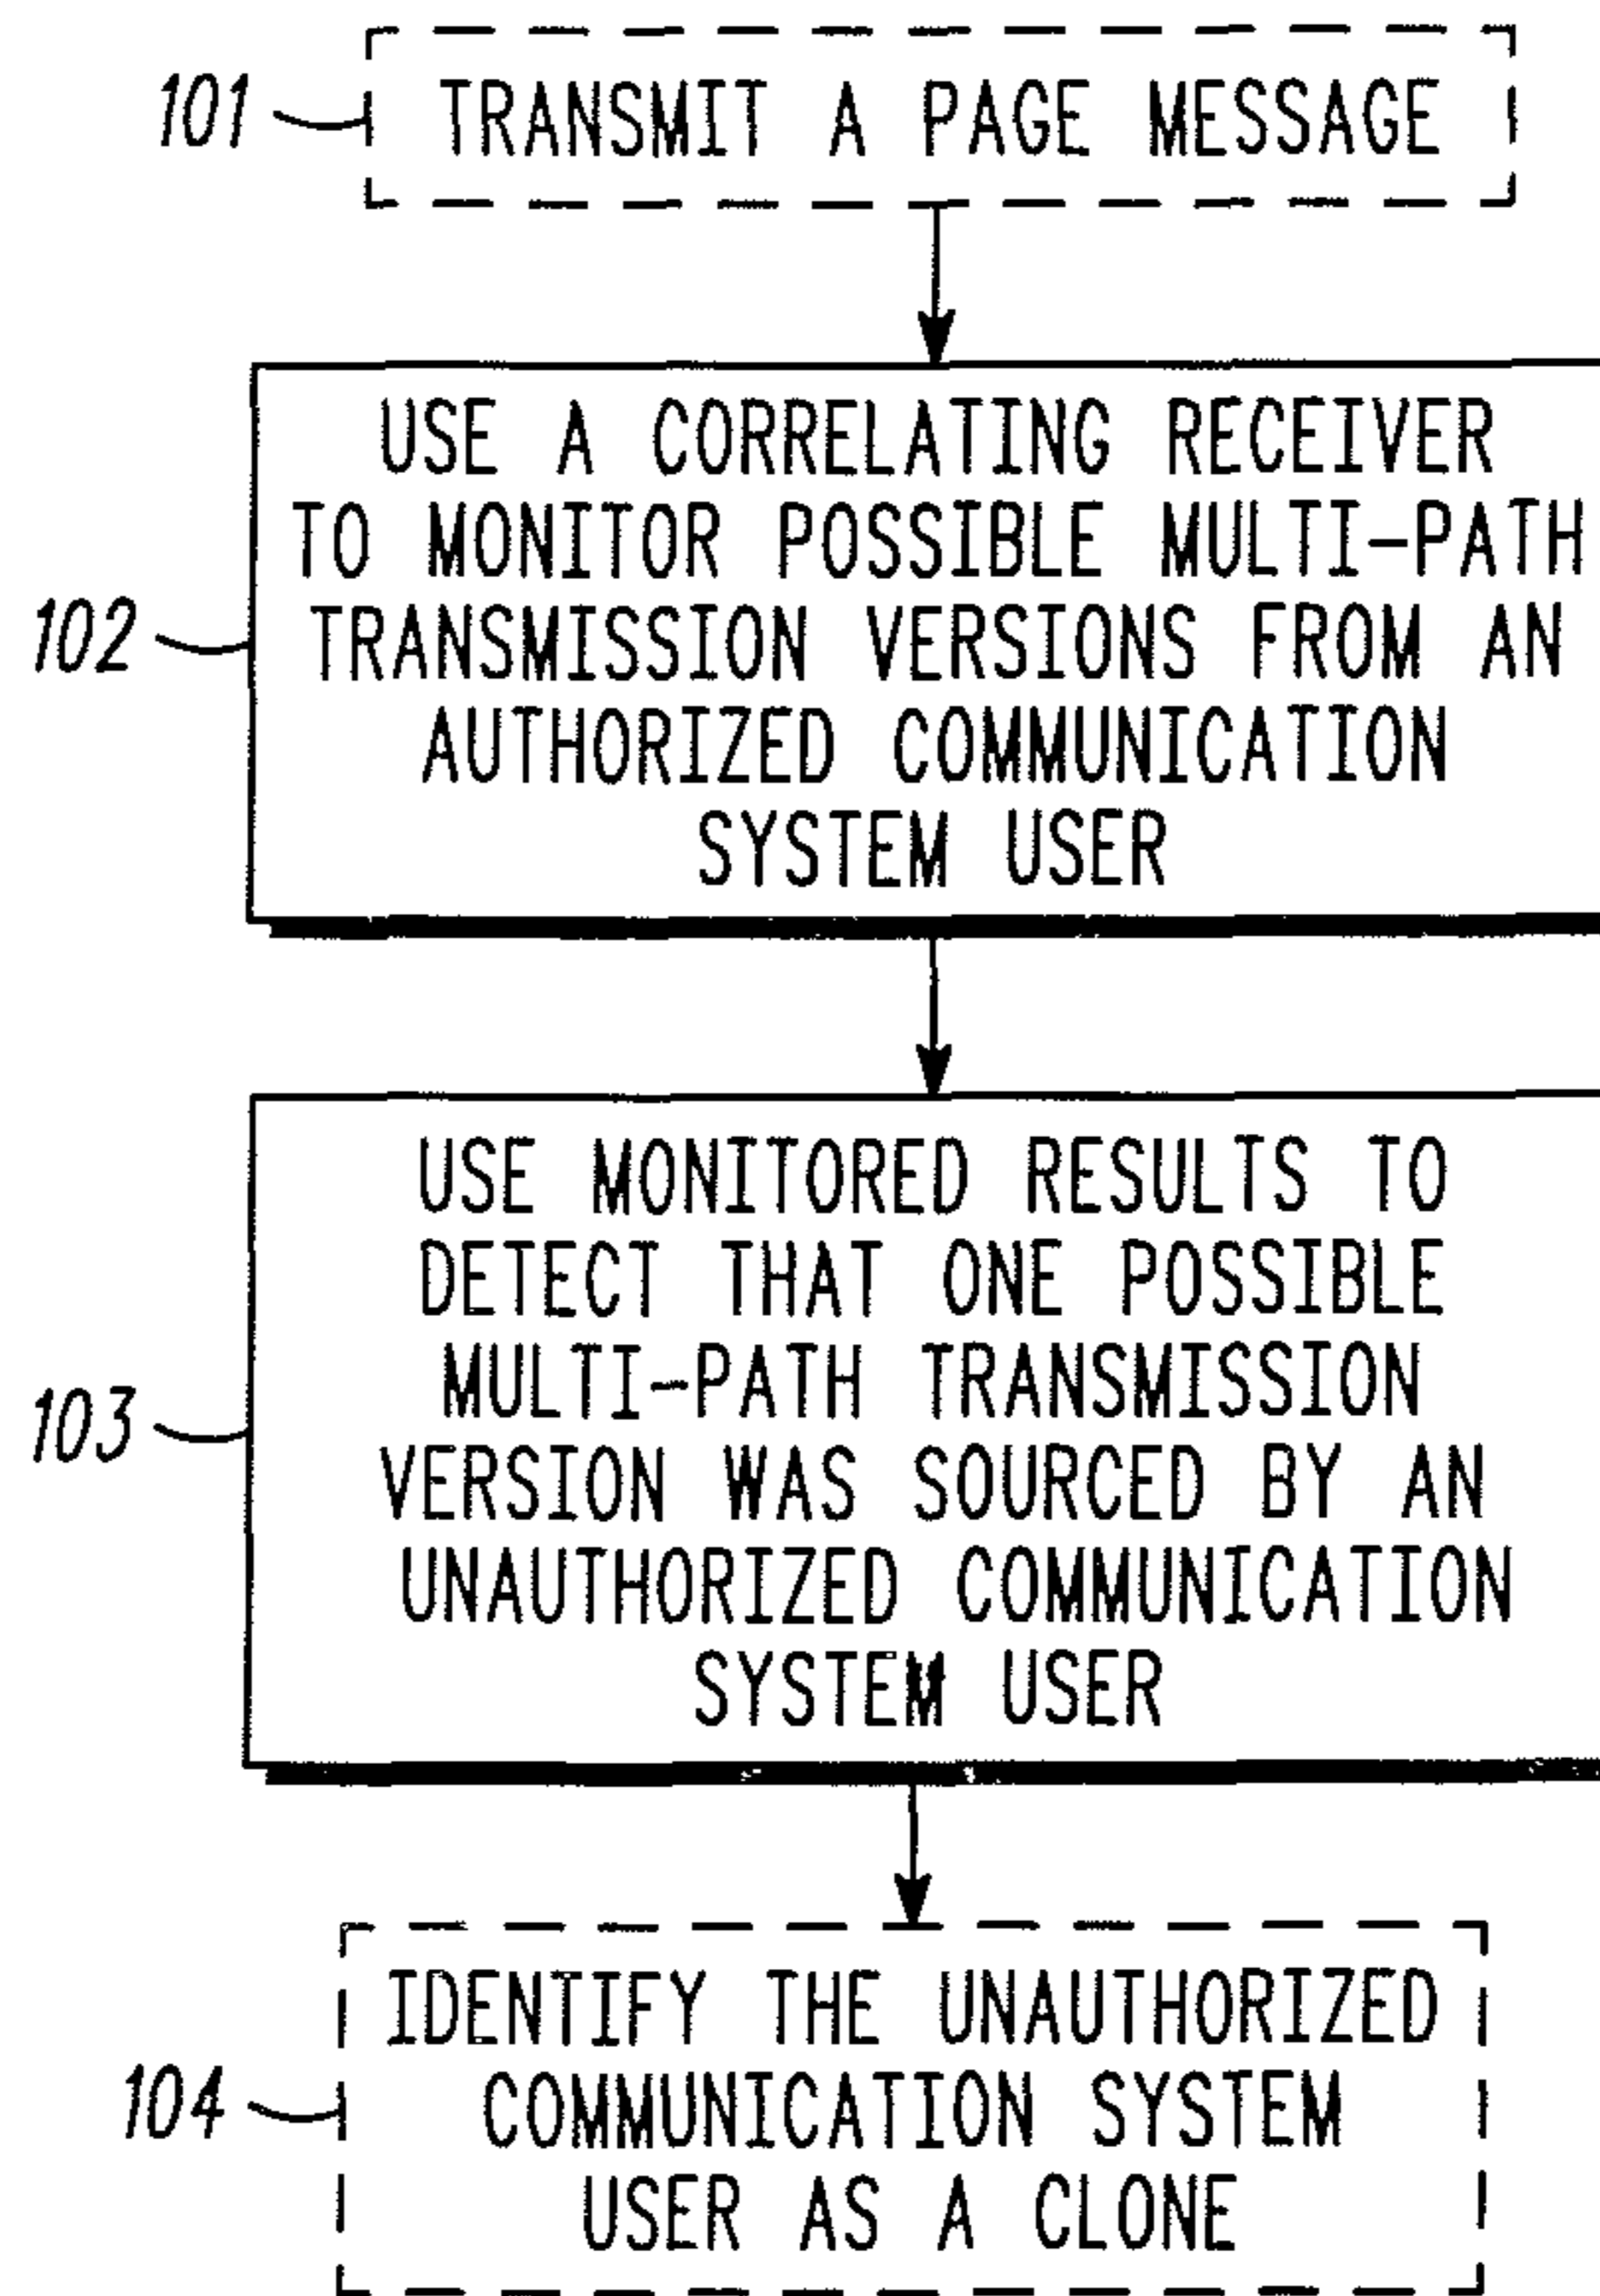 101
TRANSMIT A PAGE MESSAGE
102
USE A CORRELATING RECEIVER
TO MONITOR POSSIBLE MULTI-PATH
TRANSMISSION VERSIONS FROM AN
AUTHORIZED COMMUNICATION
SYSTEM USER
103
USE MONITORED RESULTS TO
DETECT THAT ONE POSSIBLE
MULTI-PATH TRANSMISSION
VERSION WAS SOURCED BY AN
UNAUTHORIZED COMMUNICATION
SYSTEM USER
104
IDENTIFY THE UNAUTHORIZED
COMMUNICATION SYSTEM
USER AS A CLONE